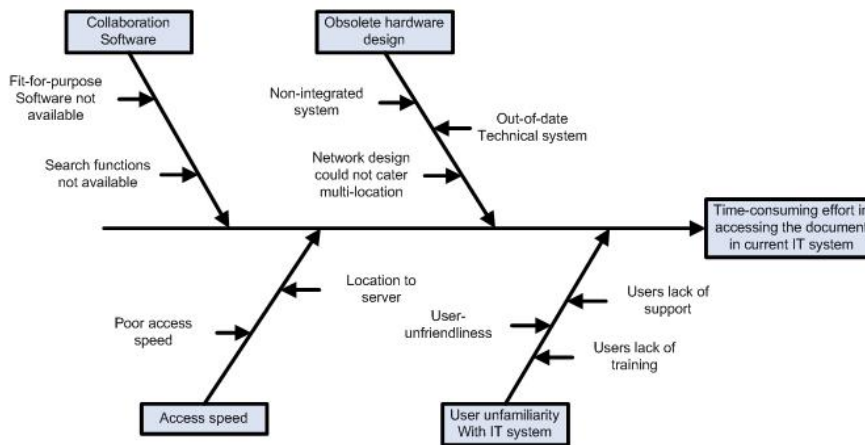 Collaboration
Software
Obsolete hardware
design
Fit-for-purpose
Software not
available
Non-integrated
system
Out-of-date
Technical system
Search functions
not available
Network design
could not cater
multi-location
Time-consuming effort in
accessing the document
in current IT system
Location to
server
Users lack of
support
Poor access
speed
User-
unfriendliness
Users lack of
training
Access speed
User unfamiliarity
With IT system